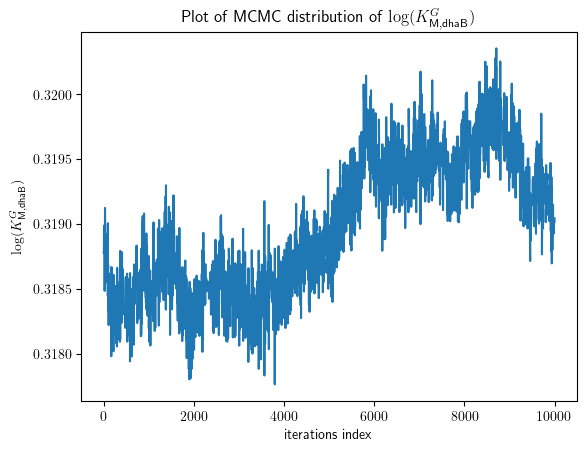 Plot of MCMC distribution of log(K^G_M,dhaB)
log(K^G_M,dhaB)
0.3200
0.3195
0.3190
0.3185
0.3180
0 2000 4000 6000 8000 10000
iterations index